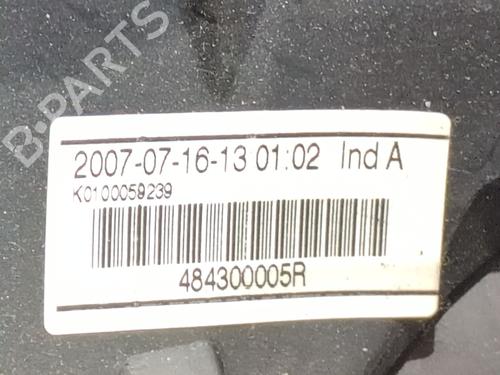 B-PARTS
2007-07-16-13 01:02 Ind A
K0100059239
484300005R